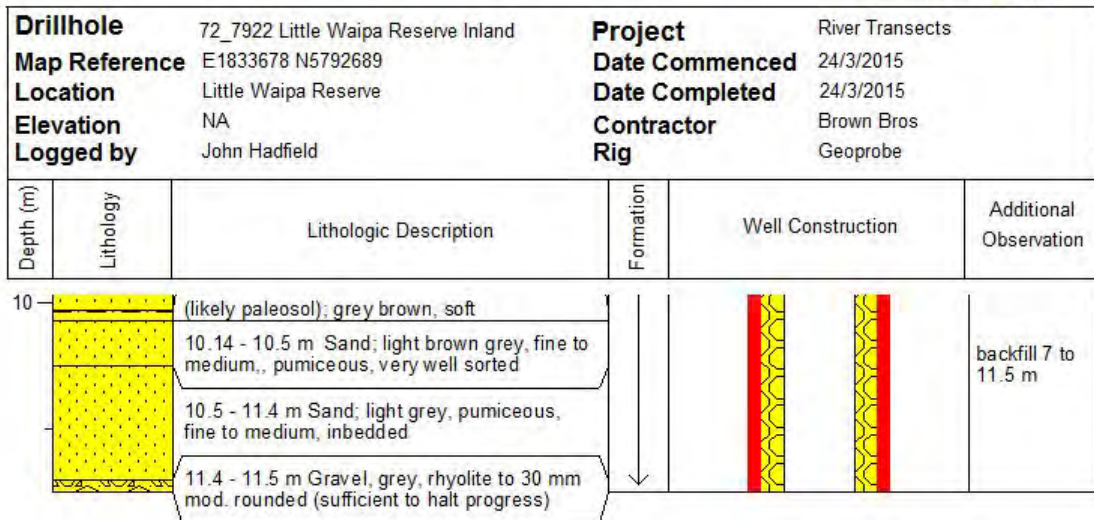 Drillhole 72_7922 Little Waipa Reserve Inland Project River Transects
Map Reference E1833678 N5792689 Date Commenced 24/3/2015
Location Little Waipa Reserve Date Completed 24/3/2015
Elevation NA Contractor Brown Bros
Logged by John Hadfield Rig Geoprobe
Depth (m)
Lithology
Lithologic Description
Formation
Well Construction
Additional
Observation
10
(likely paleosol); grey brown, soft
10.14 - 10.5 m Sand; light brown grey, fine to
medium,, pumiceous, very well sorted
10.5 - 11.4 m Sand; light grey, pumiceous,
fine to medium, inbedded
11.4 - 11.5 m Gravel, grey, rhyolite to 30 mm
mod. rounded (sufficient to halt progress)
backfill 7 to
11.5 m